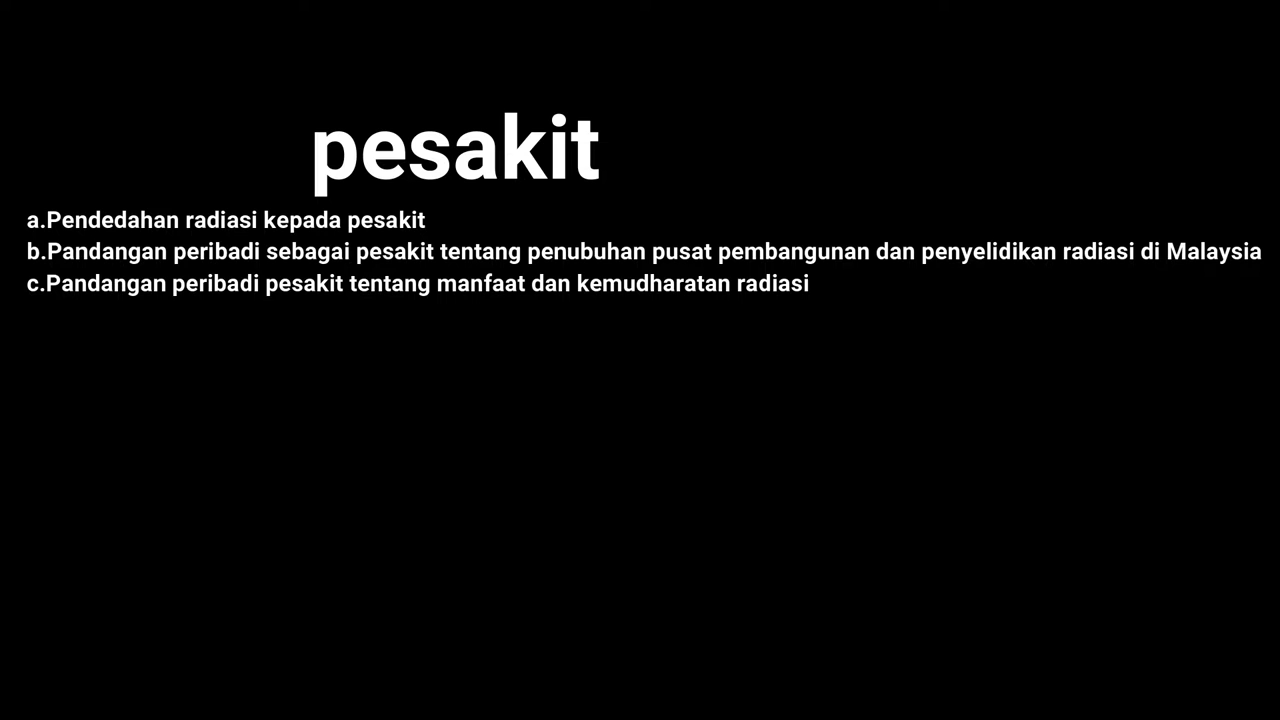 pesakit
a.Pendedahan radiasi kepada pesakit
b.Pandangan peribadi sebagai pesakit tentang penubuhan pusat pembangunan dan penyelidikan radiasi di Malaysia
c.Pandangan peribadi pesakit tentang manfaat dan kemudharatan radiasi